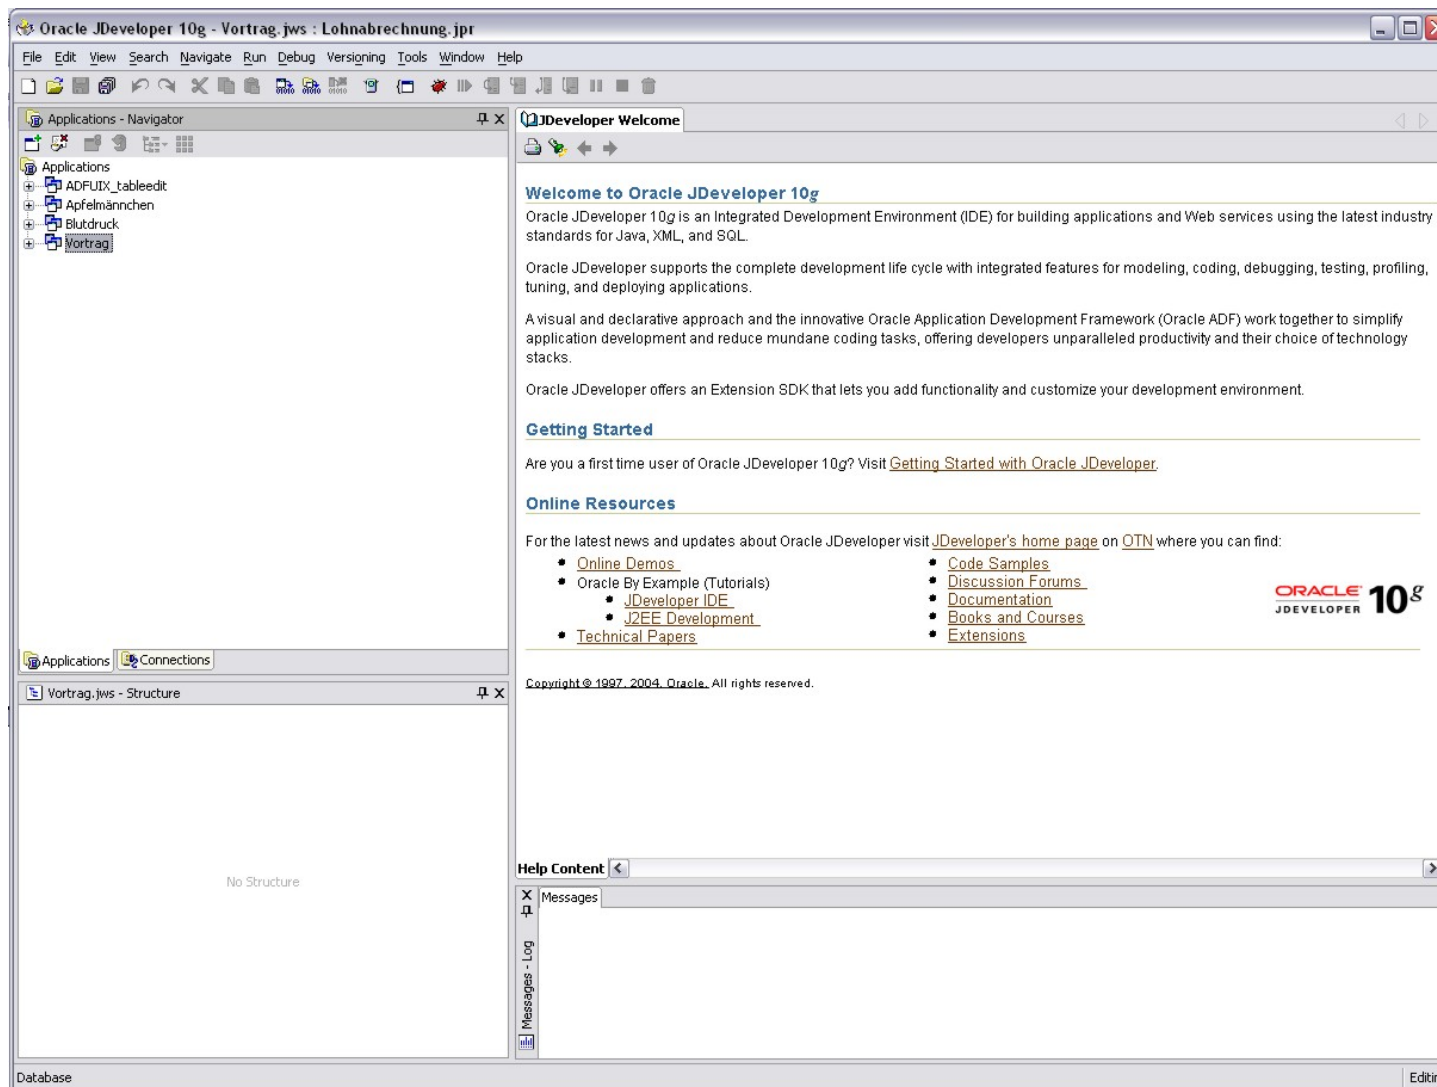 Oracle JDeveloper 10g - Vortrag.jws : Lohnabrechnung.jpr
File Edit View Search Navigate Run Debug Versioning Tools Window Help
Applications - Navigator
Applications
ADFUIX_tableedit
Apfelmännchen
Blutdruck
Vortrag
Applications Connections
Vortrag.jws - Structure
No Structure
JDeveloper Welcome
Welcome to Oracle JDeveloper 10g
Oracle JDeveloper 10g is an Integrated Development Environment (IDE) for building applications and Web services using the latest industry
standards for Java, XML, and SQL.
Oracle JDeveloper supports the complete development life cycle with integrated features for modeling, coding, debugging, testing, profiling,
tuning, and deploying applications.
A visual and declarative approach and the innovative Oracle Application Development Framework (Oracle ADF) work together to simplify
application development and reduce mundane coding tasks, offering developers unparalleled productivity and their choice of technology
stacks.
Oracle JDeveloper offers an Extension SDK that lets you add functionality and customize your development environment.
Getting Started
Are you a first time user of Oracle JDeveloper 10g? Visit Getting Started with Oracle JDeveloper.
Online Resources
For the latest news and updates about Oracle JDeveloper visit JDeveloper's home page on OTN where you can find:
Online Demos
Oracle By Example (Tutorials)
JDeveloper IDE
J2EE Development
Technical Papers
Code Samples
Discussion Forums
Documentation
Books and Courses
Extensions
ORACLE
JDEVELOPER 10g
Copyright © 1997, 2004, Oracle. All rights reserved.
Help Content
Messages
Messages - Log
Database